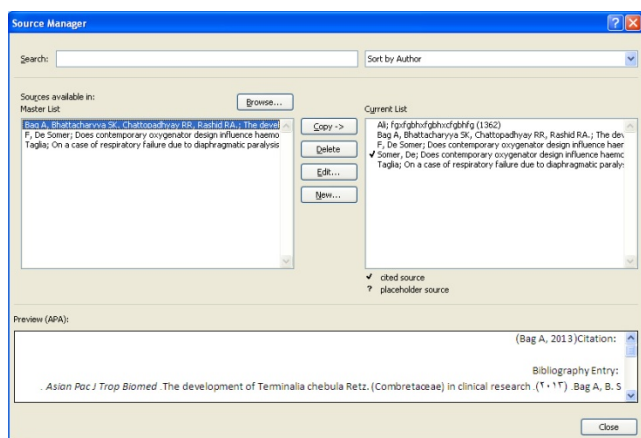 Source Manager
Search:
Sort by Author
Sources available in:
Master List
Browse...
Current List
Bag A, Bhattacharyya SK, Chattopadhyay RR, Rashid RA.; The devel
F, De Somer; Does contemporary oxygenator design influence haemo
Taglia; On a case of respiratory failure due to diaphragmatic paralysis
Copy ->
Delete
Edit...
New...
Ali; fgxfgbhxfgbhxcfgbhfg (1362)
Bag A, Bhattacharyya SK, Chattopadhyay RR, Rashid RA.; The dev
F, De Somer; Does contemporary oxygenator design influence haer
✔ Somer, De; Does contemporary oxygenator design influence haemo
Taglia; On a case of respiratory failure due to diaphragmatic paraly
✔ cited source
? placeholder source
Preview (APA):
(Bag A, 2013)Citation:
Bibliography Entry:
. Asian Pac J Trop Biomed .The development of Terminalia chebula Retz. (Combretaceae) in clinical research .(٢٠١٣) .Bag A, B. S
Close